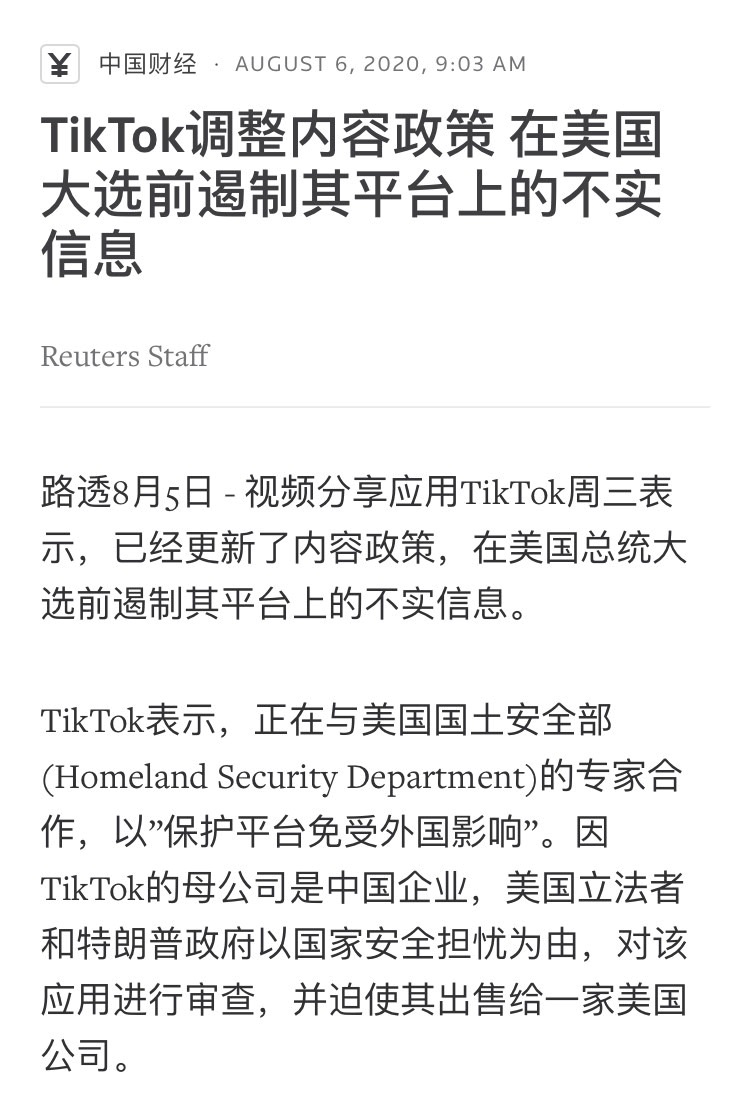 ¥ 中国财经 · AUGUST 6, 2020, 9:03 AM
TikTok调整内容政策 在美国
大选前遏制其平台上的不实
信息
Reuters Staff
路透8月5日 - 视频分享应用TikTok周三表
示，已经更新了内容政策，在美国总统大
选前遏制其平台上的不实信息。
TikTok表示，正在与美国国土安全部
(Homeland Security Department)的专家合
作，以”保护平台免受外国影响”。因
TikTok的母公司是中国企业，美国立法者
和特朗普政府以国家安全担忧为由，对该
应用进行审查，并迫使其出售给一家美国
公司。